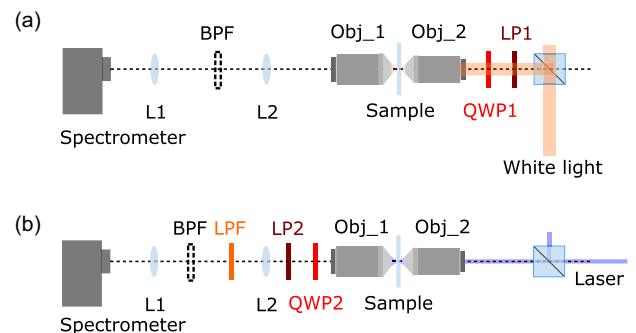 (a)
BPF
Obj_1
Obj_2
LP1
L1
L2
Sample
QWP1
Spectrometer
White light
(b)
BPF
LPF
LP2
Obj_1
Obj_2
Laser
L1
L2
QWP2
Sample
Spectrometer